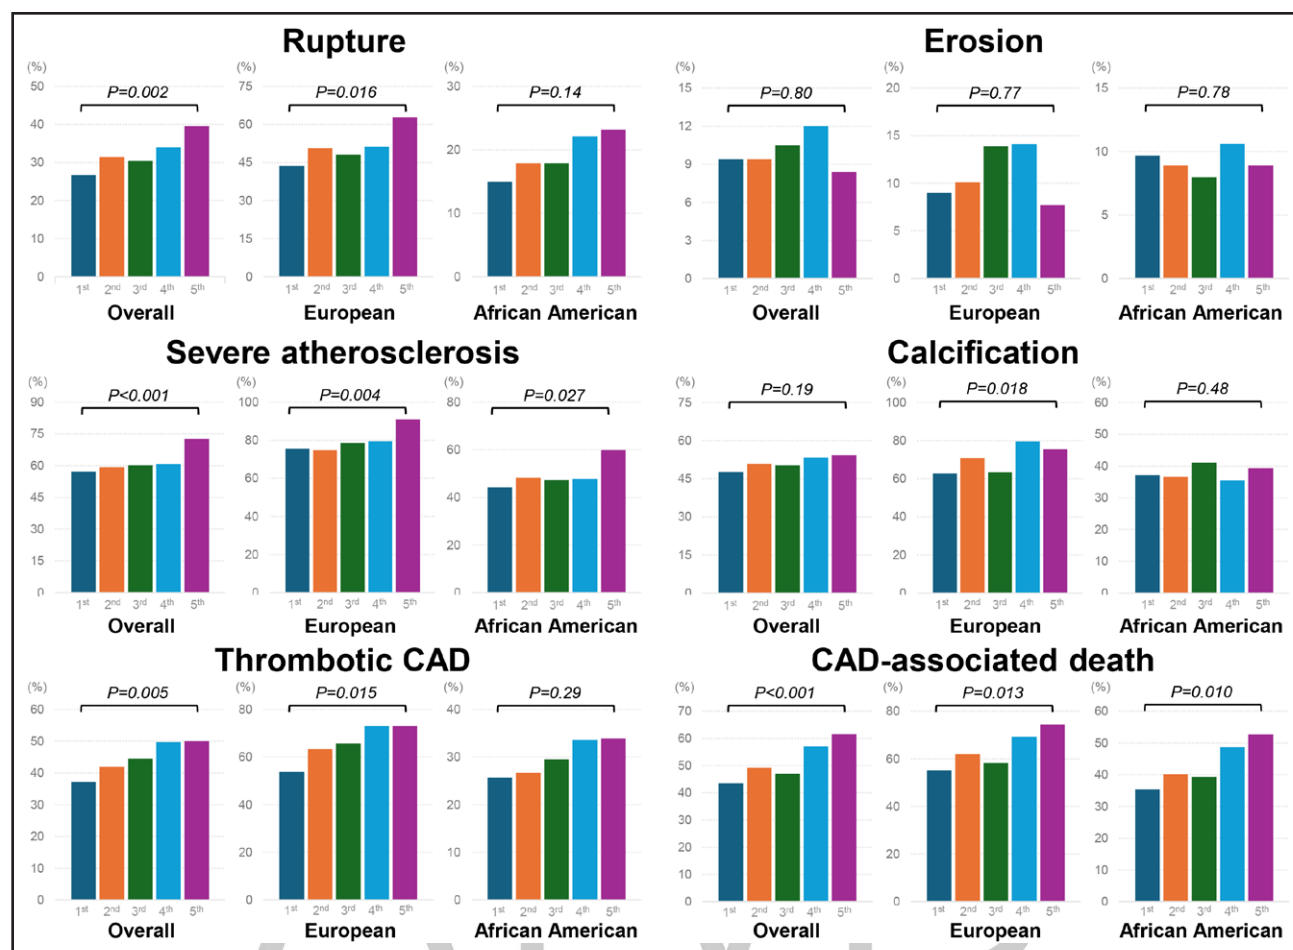 Rupture
(%) (%) (%)
P=0.002 P=0.016 P=0.14
50 40 30 20 10 0
75 60 45 30 15 0
30 20 10 0
1st 2nd 3rd 4th 5th 1st 2nd 3rd 4th 5th 1st 2nd 3rd 4th 5th
Overall European African American
Erosion
(%) (%) (%)
P=0.80 P=0.77 P=0.78
15 12 9 6 3 0
20 15 10 5 0
15 10 5 0
1st 2nd 3rd 4th 5th 1st 2nd 3rd 4th 5th 1st 2nd 3rd 4th 5th
Overall European African American
Severe atherosclerosis
(%) (%) (%)
P<0.001 P=0.004 P=0.027
90 75 60 45 30 15 0
100 80 60 40 20 0
80 60 40 20 0
1st 2nd 3rd 4th 5th 1st 2nd 3rd 4th 5th 1st 2nd 3rd 4th 5th
Overall European African American
Calcification
(%) (%) (%)
P=0.19 P=0.018 P=0.48
75 60 45 30 15 0
100 80 60 40 20 0
60 50 40 30 20 10 0
1st 2nd 3rd 4th 5th 1st 2nd 3rd 4th 5th 1st 2nd 3rd 4th 5th
Overall European African American
Thrombotic CAD
(%) (%) (%)
P=0.005 P=0.015 P=0.29
60 50 40 30 20 10 0
80 60 40 20 0
40 30 20 10 0
1st 2nd 3rd 4th 5th 1st 2nd 3rd 4th 5th 1st 2nd 3rd 4th 5th
Overall European African American
CAD-associated death
(%) (%) (%)
P<0.001 P=0.013 P=0.010
70 60 50 40 30 20 10 0
80 60 40 20 0
60 50 40 30 20 10 0
1st 2nd 3rd 4th 5th 1st 2nd 3rd 4th 5th 1st 2nd 3rd 4th 5th
Overall European African American